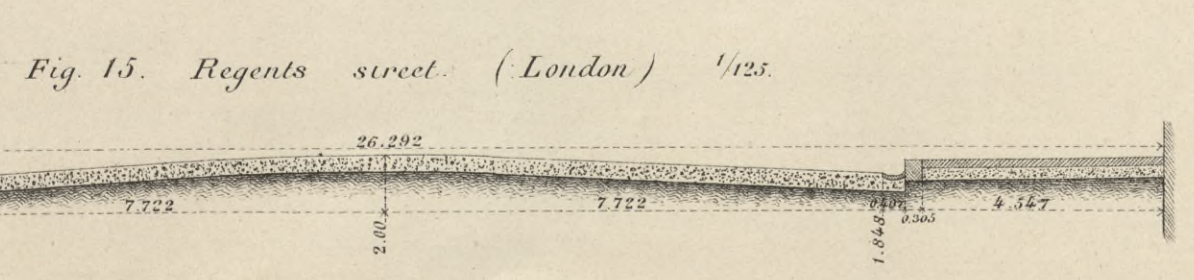 Fig. 15. Regents street. (London) 1/125.
26.292
7.722 7.722 0.407 4.547
0.305
2.00
1.848